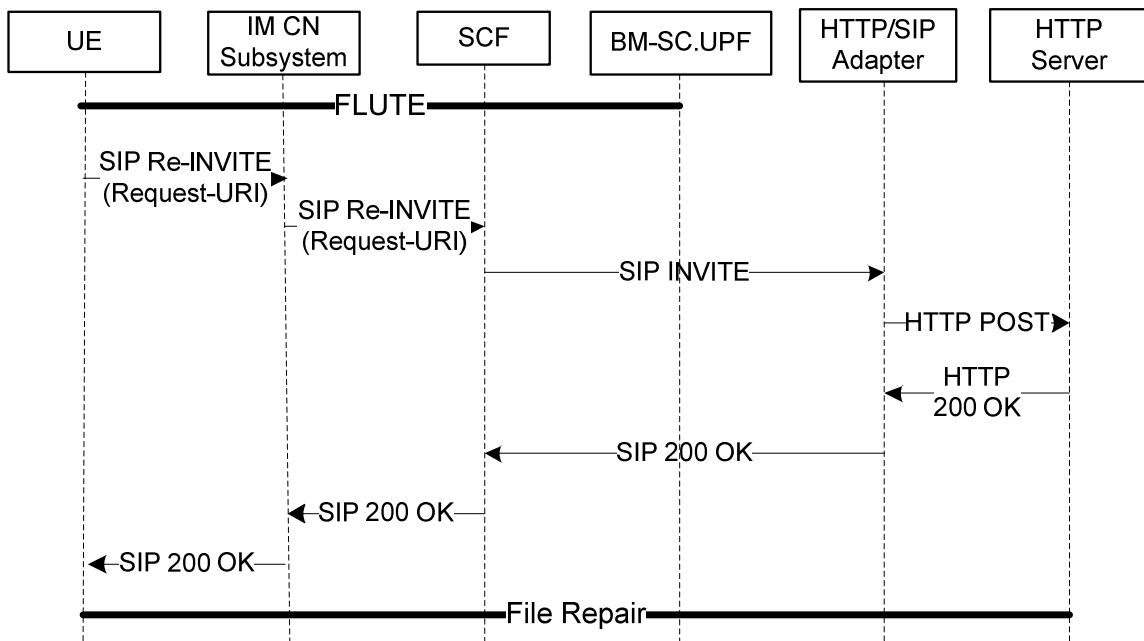 UE
IM CN
Subsystem
SCF
BM-SC.UPF
HTTP/SIP
Adapter
HTTP
Server
FLUTE
SIP Re-INVITE
(Request-URI)
SIP Re-INVITE
(Request-URI)
SIP INVITE
HTTP POST
HTTP
200 OK
SIP 200 OK
SIP 200 OK
SIP 200 OK
File Repair